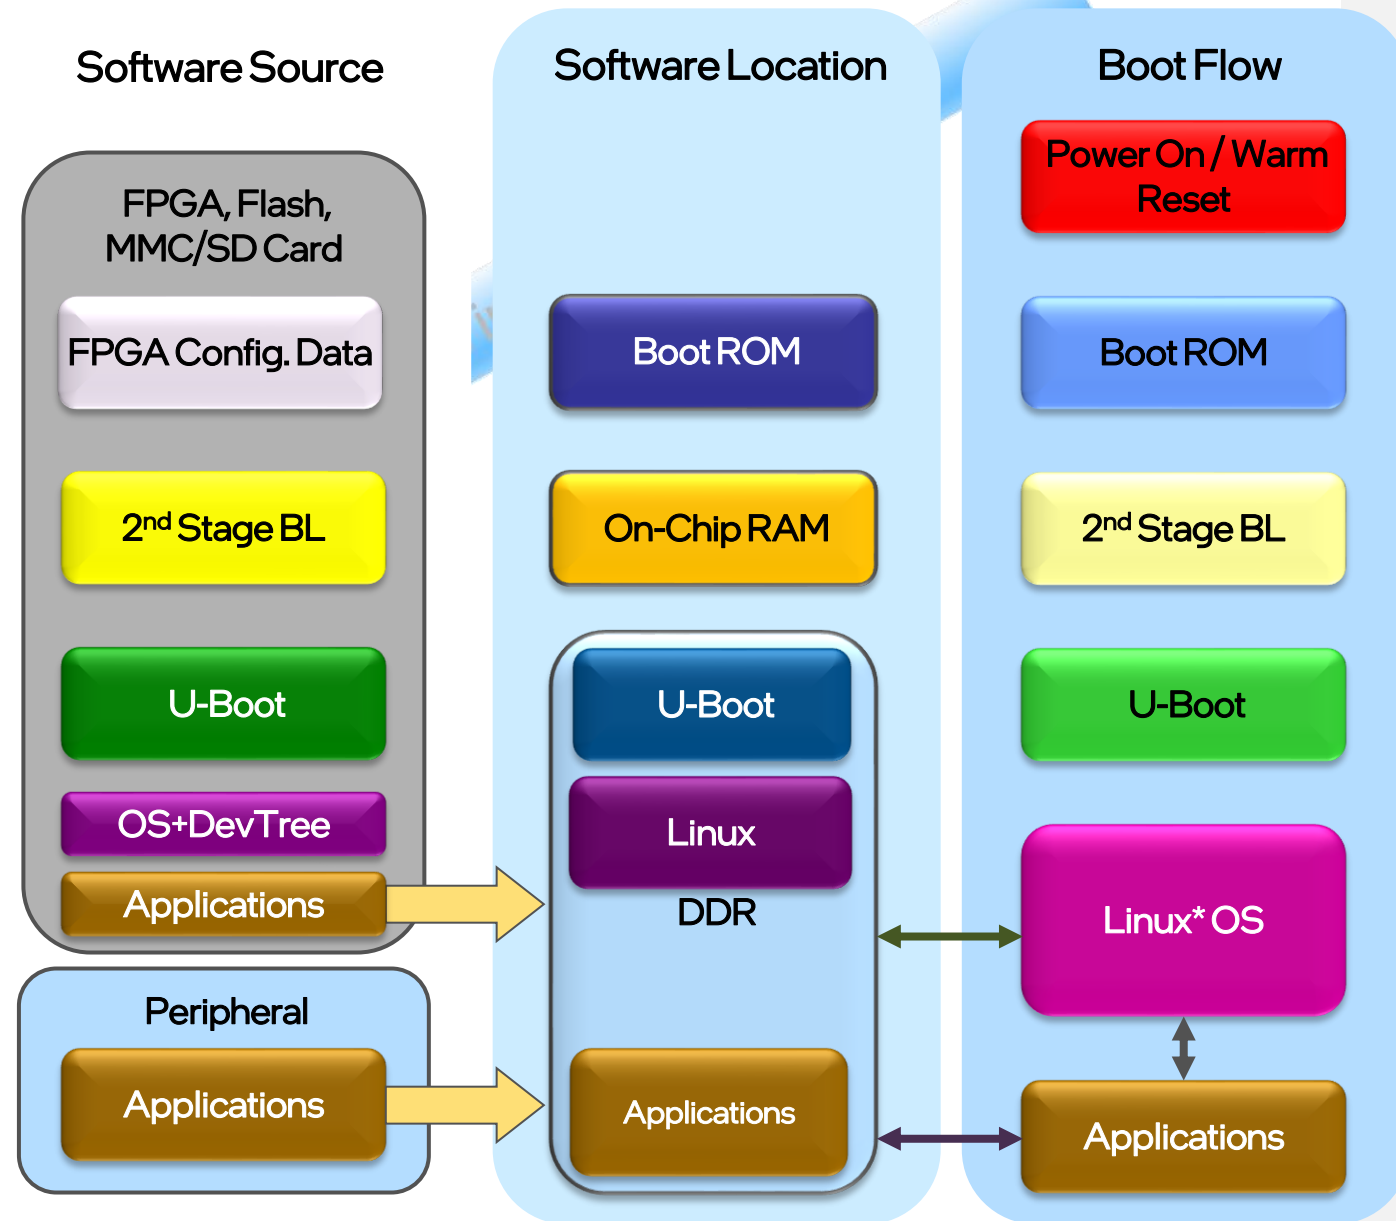 Software Source
FPGA, Flash,
MMC/SD Card
FPGA Config. Data
2nd Stage BL
U-Boot
OS+DevTree
Applications
Peripheral
Applications
Software Location
Boot ROM
On-Chip RAM
U-Boot
Linux
DDR
Applications
Boot Flow
Power On / Warm
Reset
Boot ROM
2nd Stage BL
U-Boot
Linux* OS
Applications